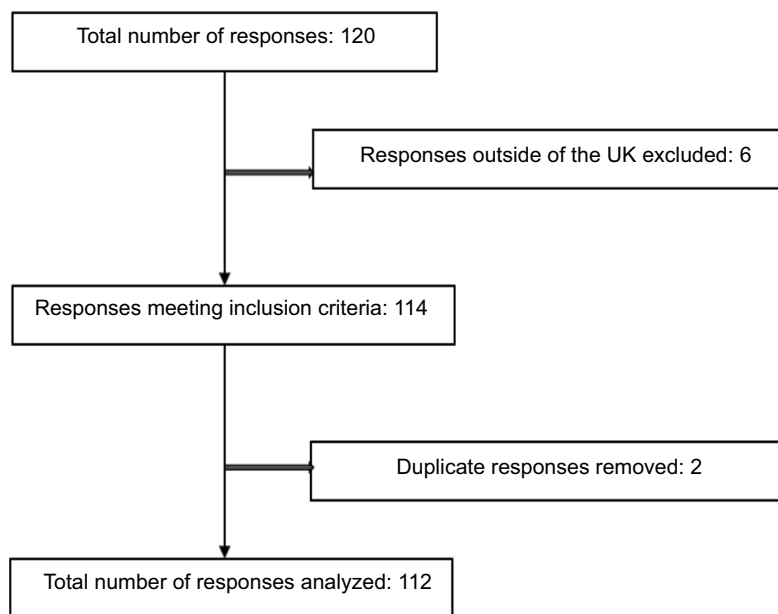 Total number of responses: 120
Responses outside of the UK excluded: 6
Responses meeting inclusion criteria: 114
Duplicate responses removed: 2
Total number of responses analyzed: 112